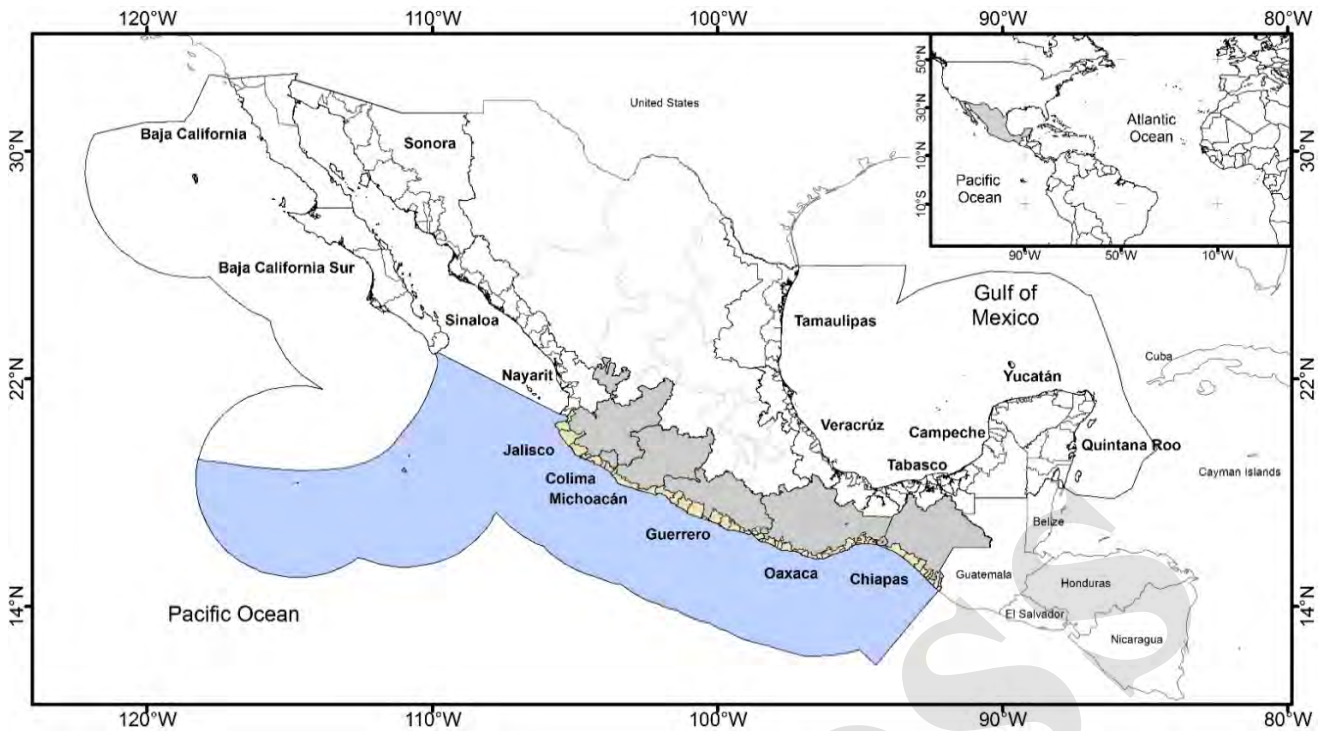 120°W
110°W
100°W
90°W
80°W
United States
Baja California
Sonora
30°N
30°N
50°N
30°N
10°N
10°S
Atlantic
Ocean
Pacific
Ocean
90°W
50°W
10°W
Baja California Sur
Sinaloa
Tamaulipas
Gulf of
Mexico
Cuba
22°N
22°N
Nayarit
Yucatán
Veracrúz
Campeche
Quintana Roo
Jalisco
Tabasco
Cayman Islands
Colima
Michoacán
Guerrero
Belize
Oaxaca
Chiapas
Guatemala
Honduras
14°N
14°N
Pacific Ocean
El Salvador
Nicaragua
120°W
110°W
100°W
90°W
80°W